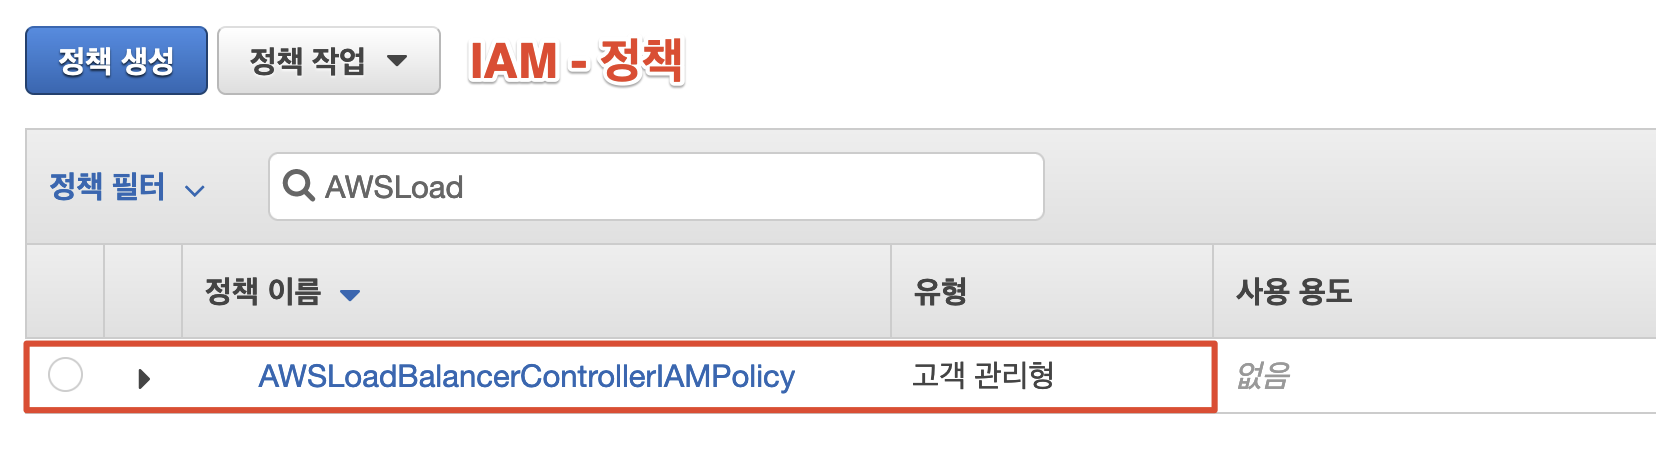 정책 생성 정책 작업 IAM - 정책
정책 필터 AWSLoad
정책 이름 유형 사용 용도
AWSLoadBalancerControllerIAMPolicy 고객 관리형 없음